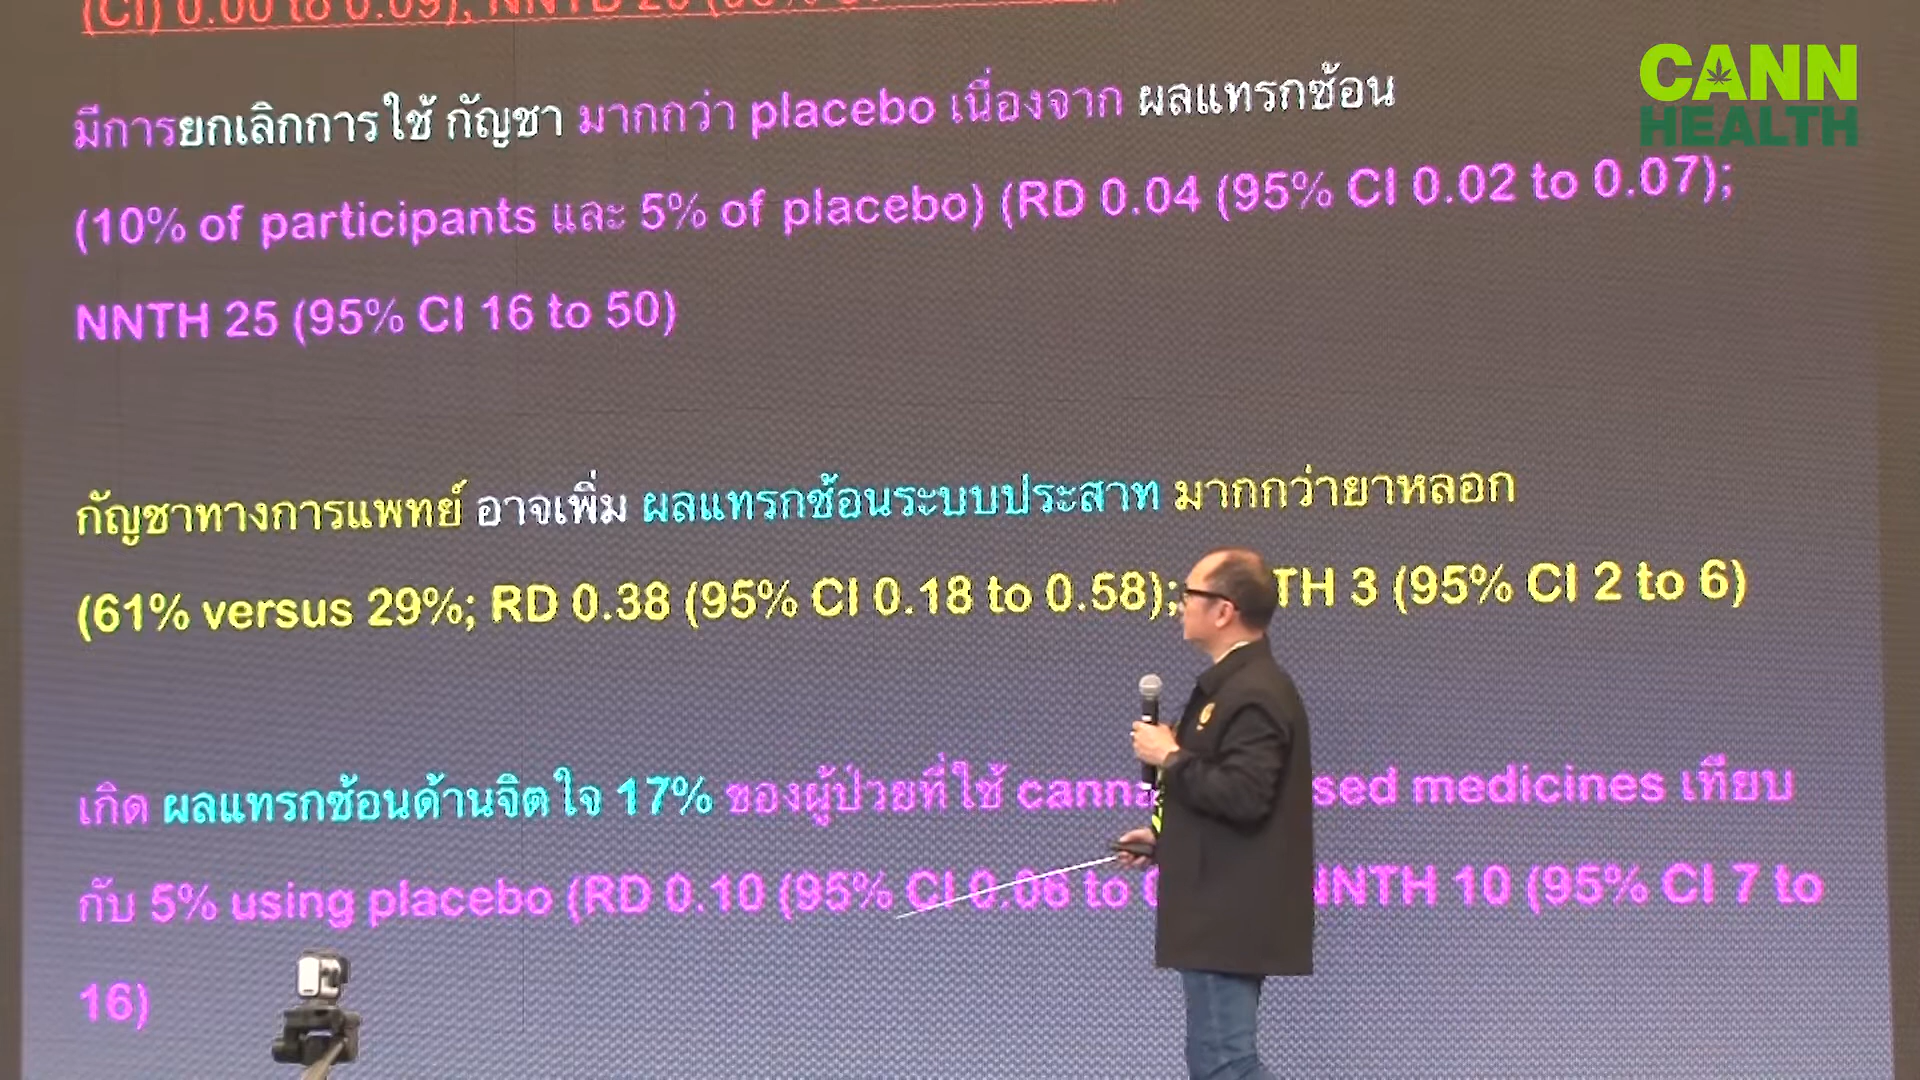 (CI) 0.00 to 0.09); NNTB 20
CANN
HEALTH
มีการยกเลิกการใช้ กัญชา มากกว่า placebo เนื่องจาก ผลแทรกซ้อน
(10% of participants และ 5% of placebo) (RD 0.04 (95% CI 0.02 to 0.07);
NNTH 25 (95% CI 16 to 50)
กัญชาทางการแพทย์ อาจเพิ่ม ผลแทรกซ้อนระบบประสาท มากกว่ายาหลอก
(61% versus 29%; RD 0.38 (95% CI 0.18 to 0.58); TH 3 (95% CI 2 to 6)
เกิด ผลแทรกซ้อนด้านจิตใจ 17% ของผู้ป่วยที่ใช้ canna sed medicines เทียบ
กับ 5% using placebo (RD 0.10 (95% CI 0.06 to NNTH 10 (95% CI 7 to
16)